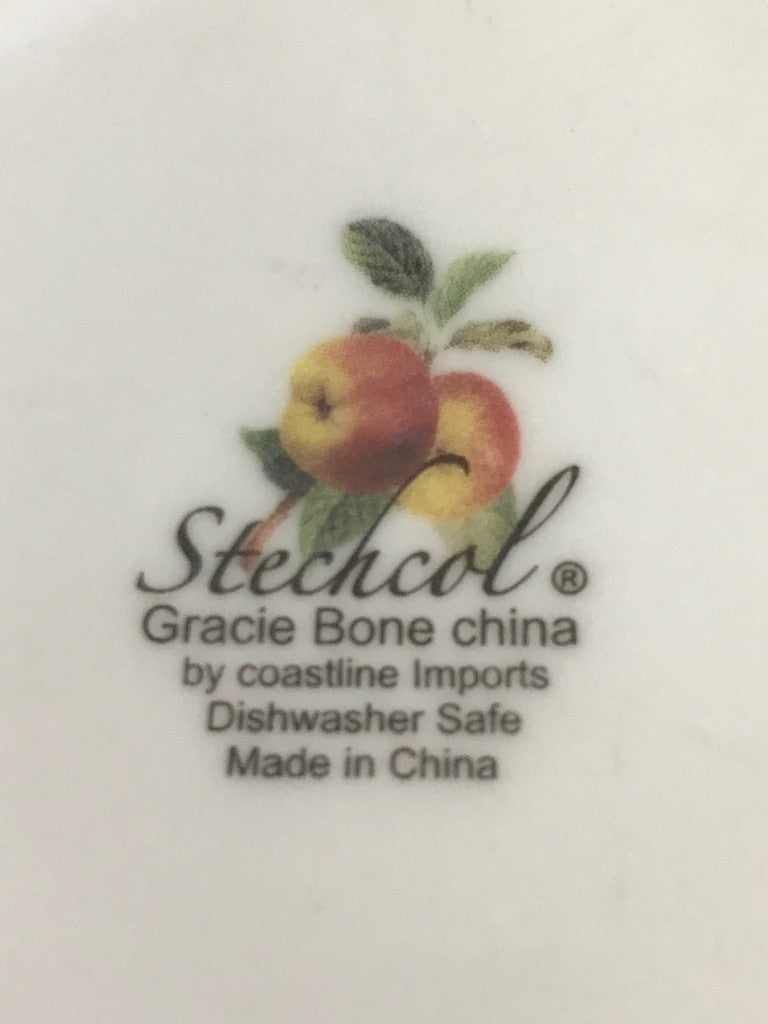 Stechcol ®
Gracie Bone china
by coastline Imports
Dishwasher Safe
Made in China